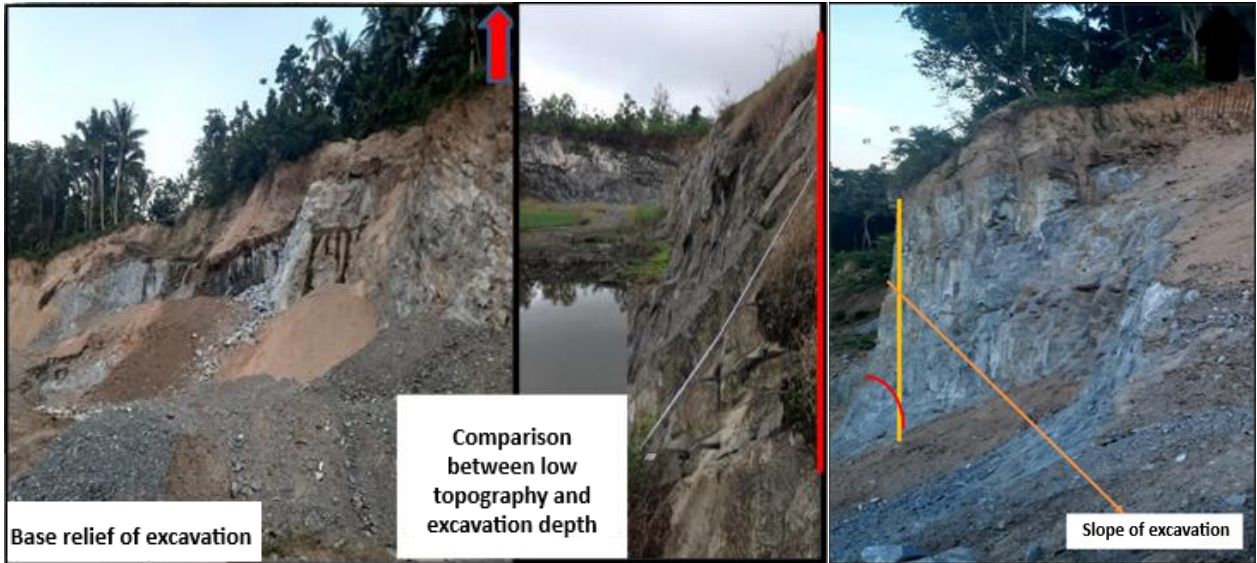 Base relief of excavation
Comparison
between low
topography and
excavation depth
Slope of excavation